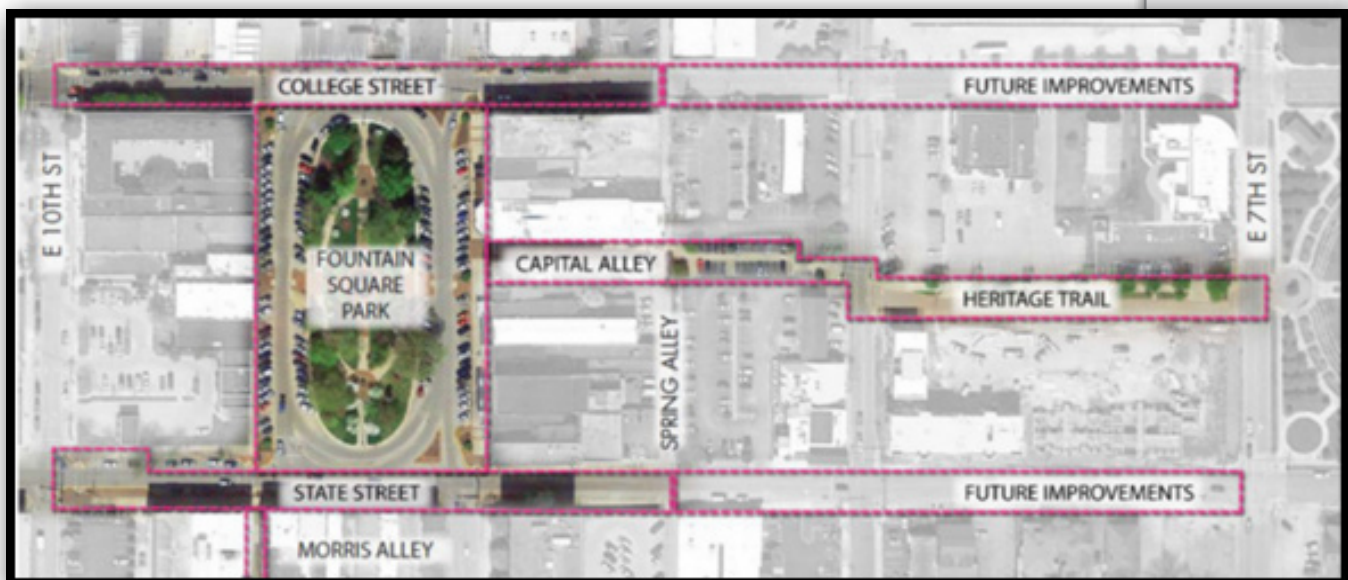 COLLEGE STREET
FUTURE IMPROVEMENTS
E 10TH ST
E 7TH ST
FOUNTAIN
SQUARE
PARK
CAPITAL ALLEY
HERITAGE TRAIL
SPRING ALLEY
STATE STREET
FUTURE IMPROVEMENTS
MORRIS ALLEY